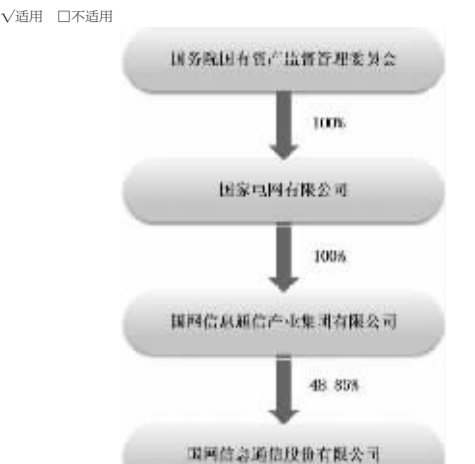 √适用 □不适用
国务院国有资产监督管理委员会
100%
国家电网有限公司
100%
国网信息通信产业集团有限公司
48.85%
国网信息通信股份有限公司